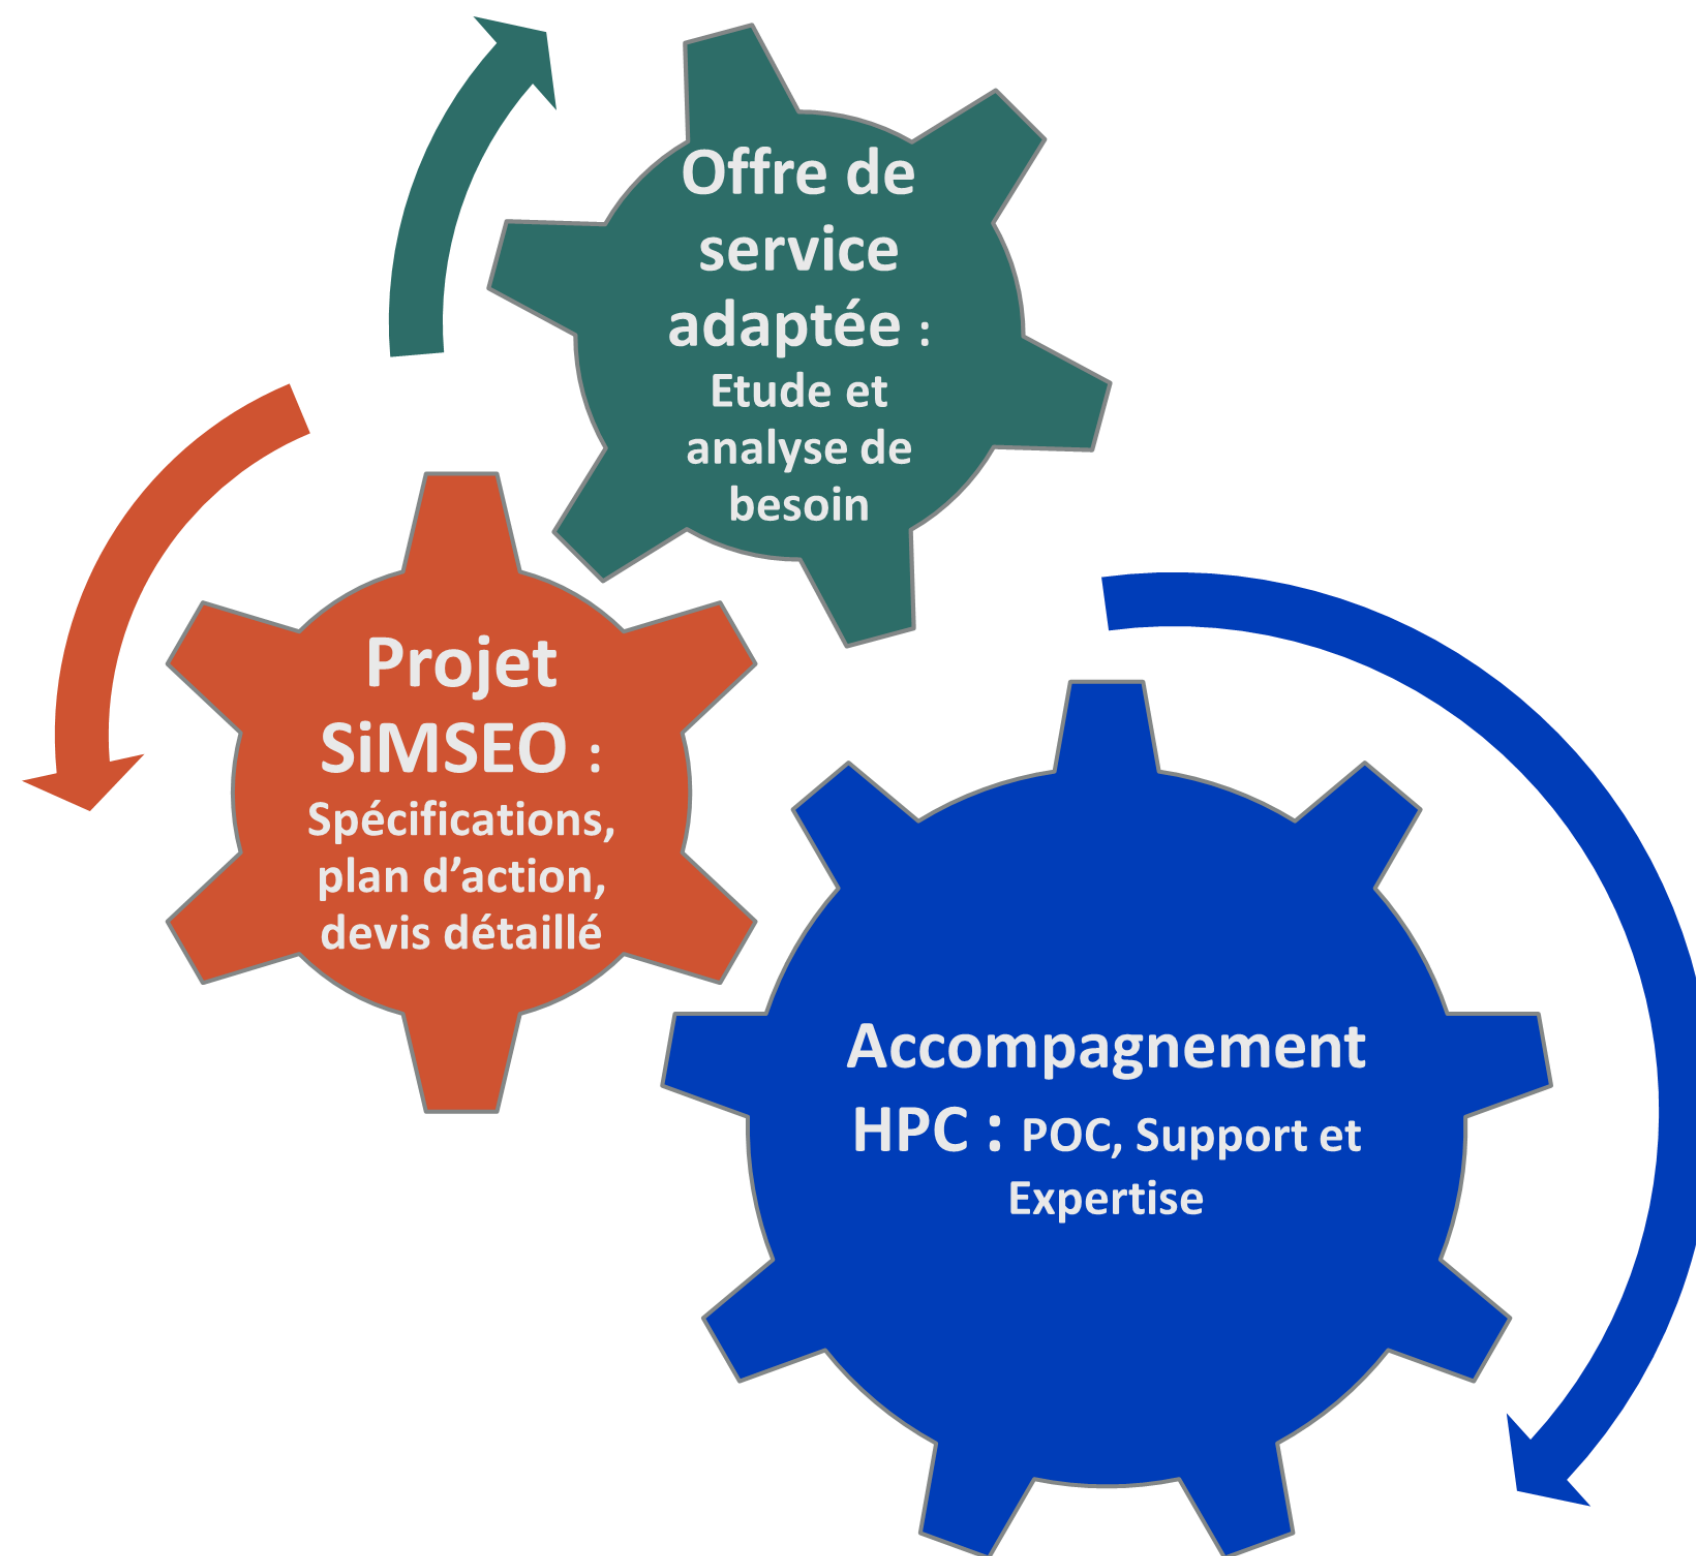 Offre de
service
adaptée :
Etude et
analyse de
besoin
Projet
SiMSEO :
Spécifications,
plan d’action,
devis détaillé
Accompagnement
HPC : POC, Support et
Expertise